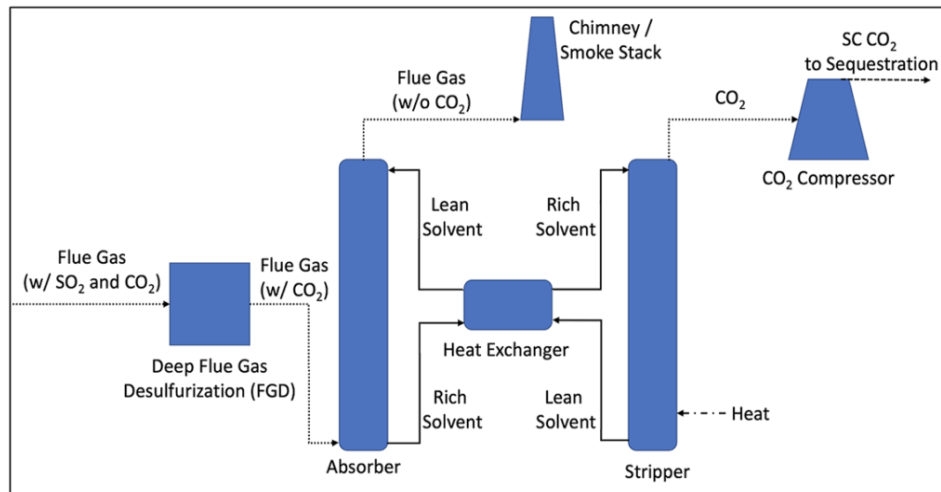 Chimney /
Smoke Stack
SC CO₂
to Sequestration
Flue Gas
(w/o CO₂)
CO₂
CO₂ Compressor
Lean
Solvent
Rich
Solvent
Flue Gas
(w/ SO₂ and CO₂)
Flue Gas
(w/ CO₂)
Heat Exchanger
Deep Flue Gas
Desulfurization (FGD)
Rich
Solvent
Lean
Solvent
Heat
Absorber
Stripper